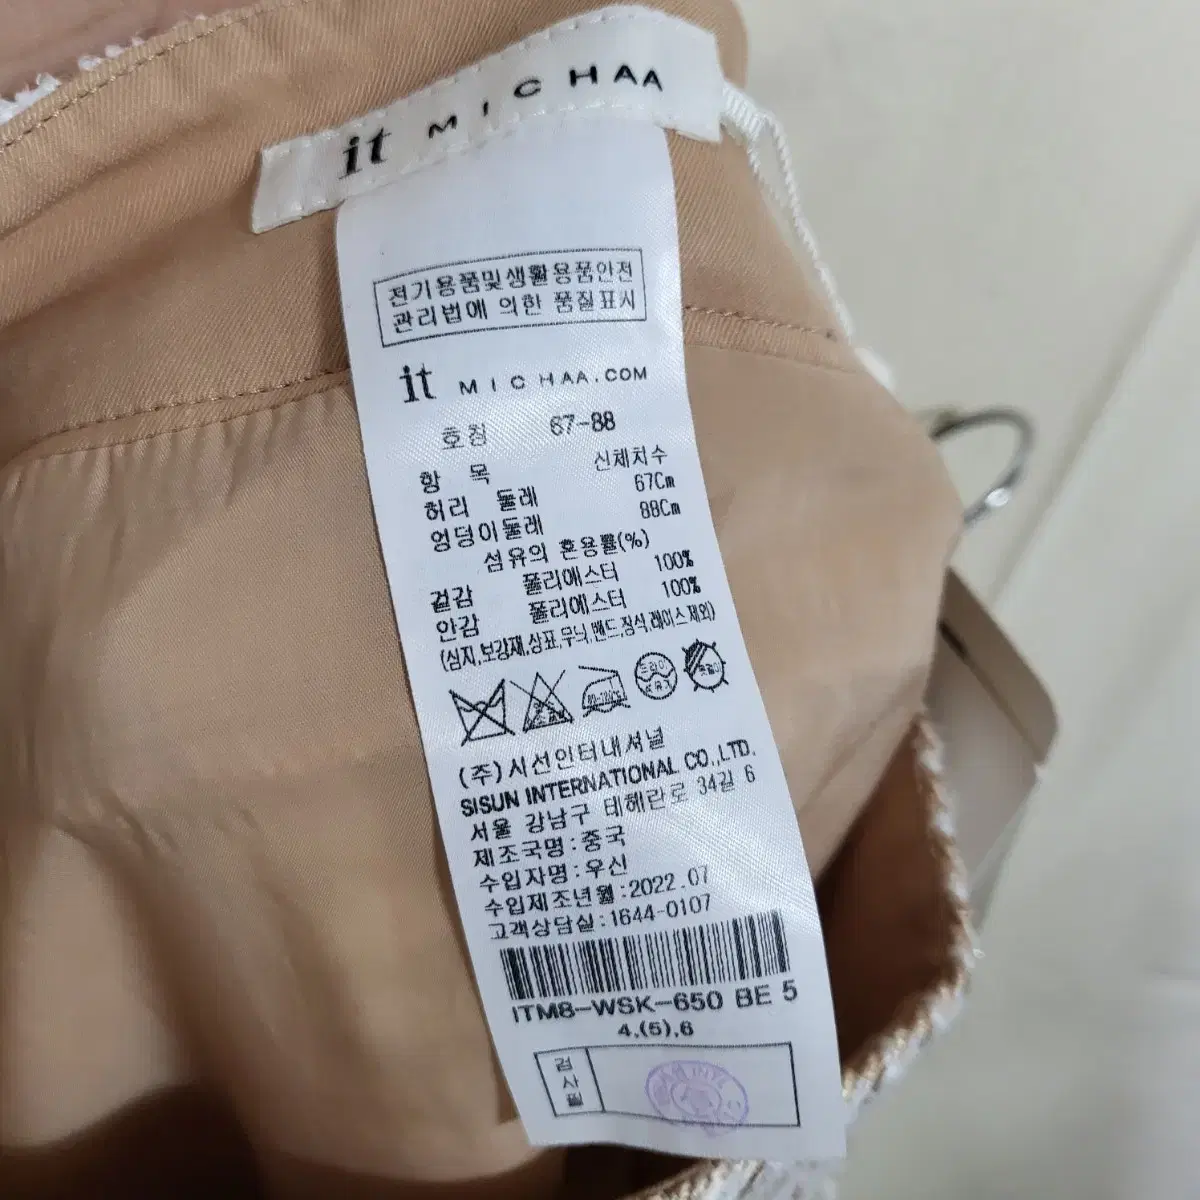 it MICHAA
전기용품및생활용품안전
관리법에 의한 품질표시
it MICHAA.COM
호칭 67-88
항 목 신체치수
허리 둘레 67Cm
엉덩이둘레 88Cm
섬유의 혼용률(%)
겉감 폴리에스터 100%
안감 폴리에스터 100%
(심지,보강재,상표,무늬,밴드,장식,레이스제외)
(주)시선인터내셔널
SISUN INTERNATIONAL CO.,LTD.
서울 강남구 테헤란로 34길 6
제조국명:중국
수입자명:우신
수입제조년월:2022.07
고객상담실:1644-0107
ITM8-WSK-650 BE 5
4,(5),6
검사필